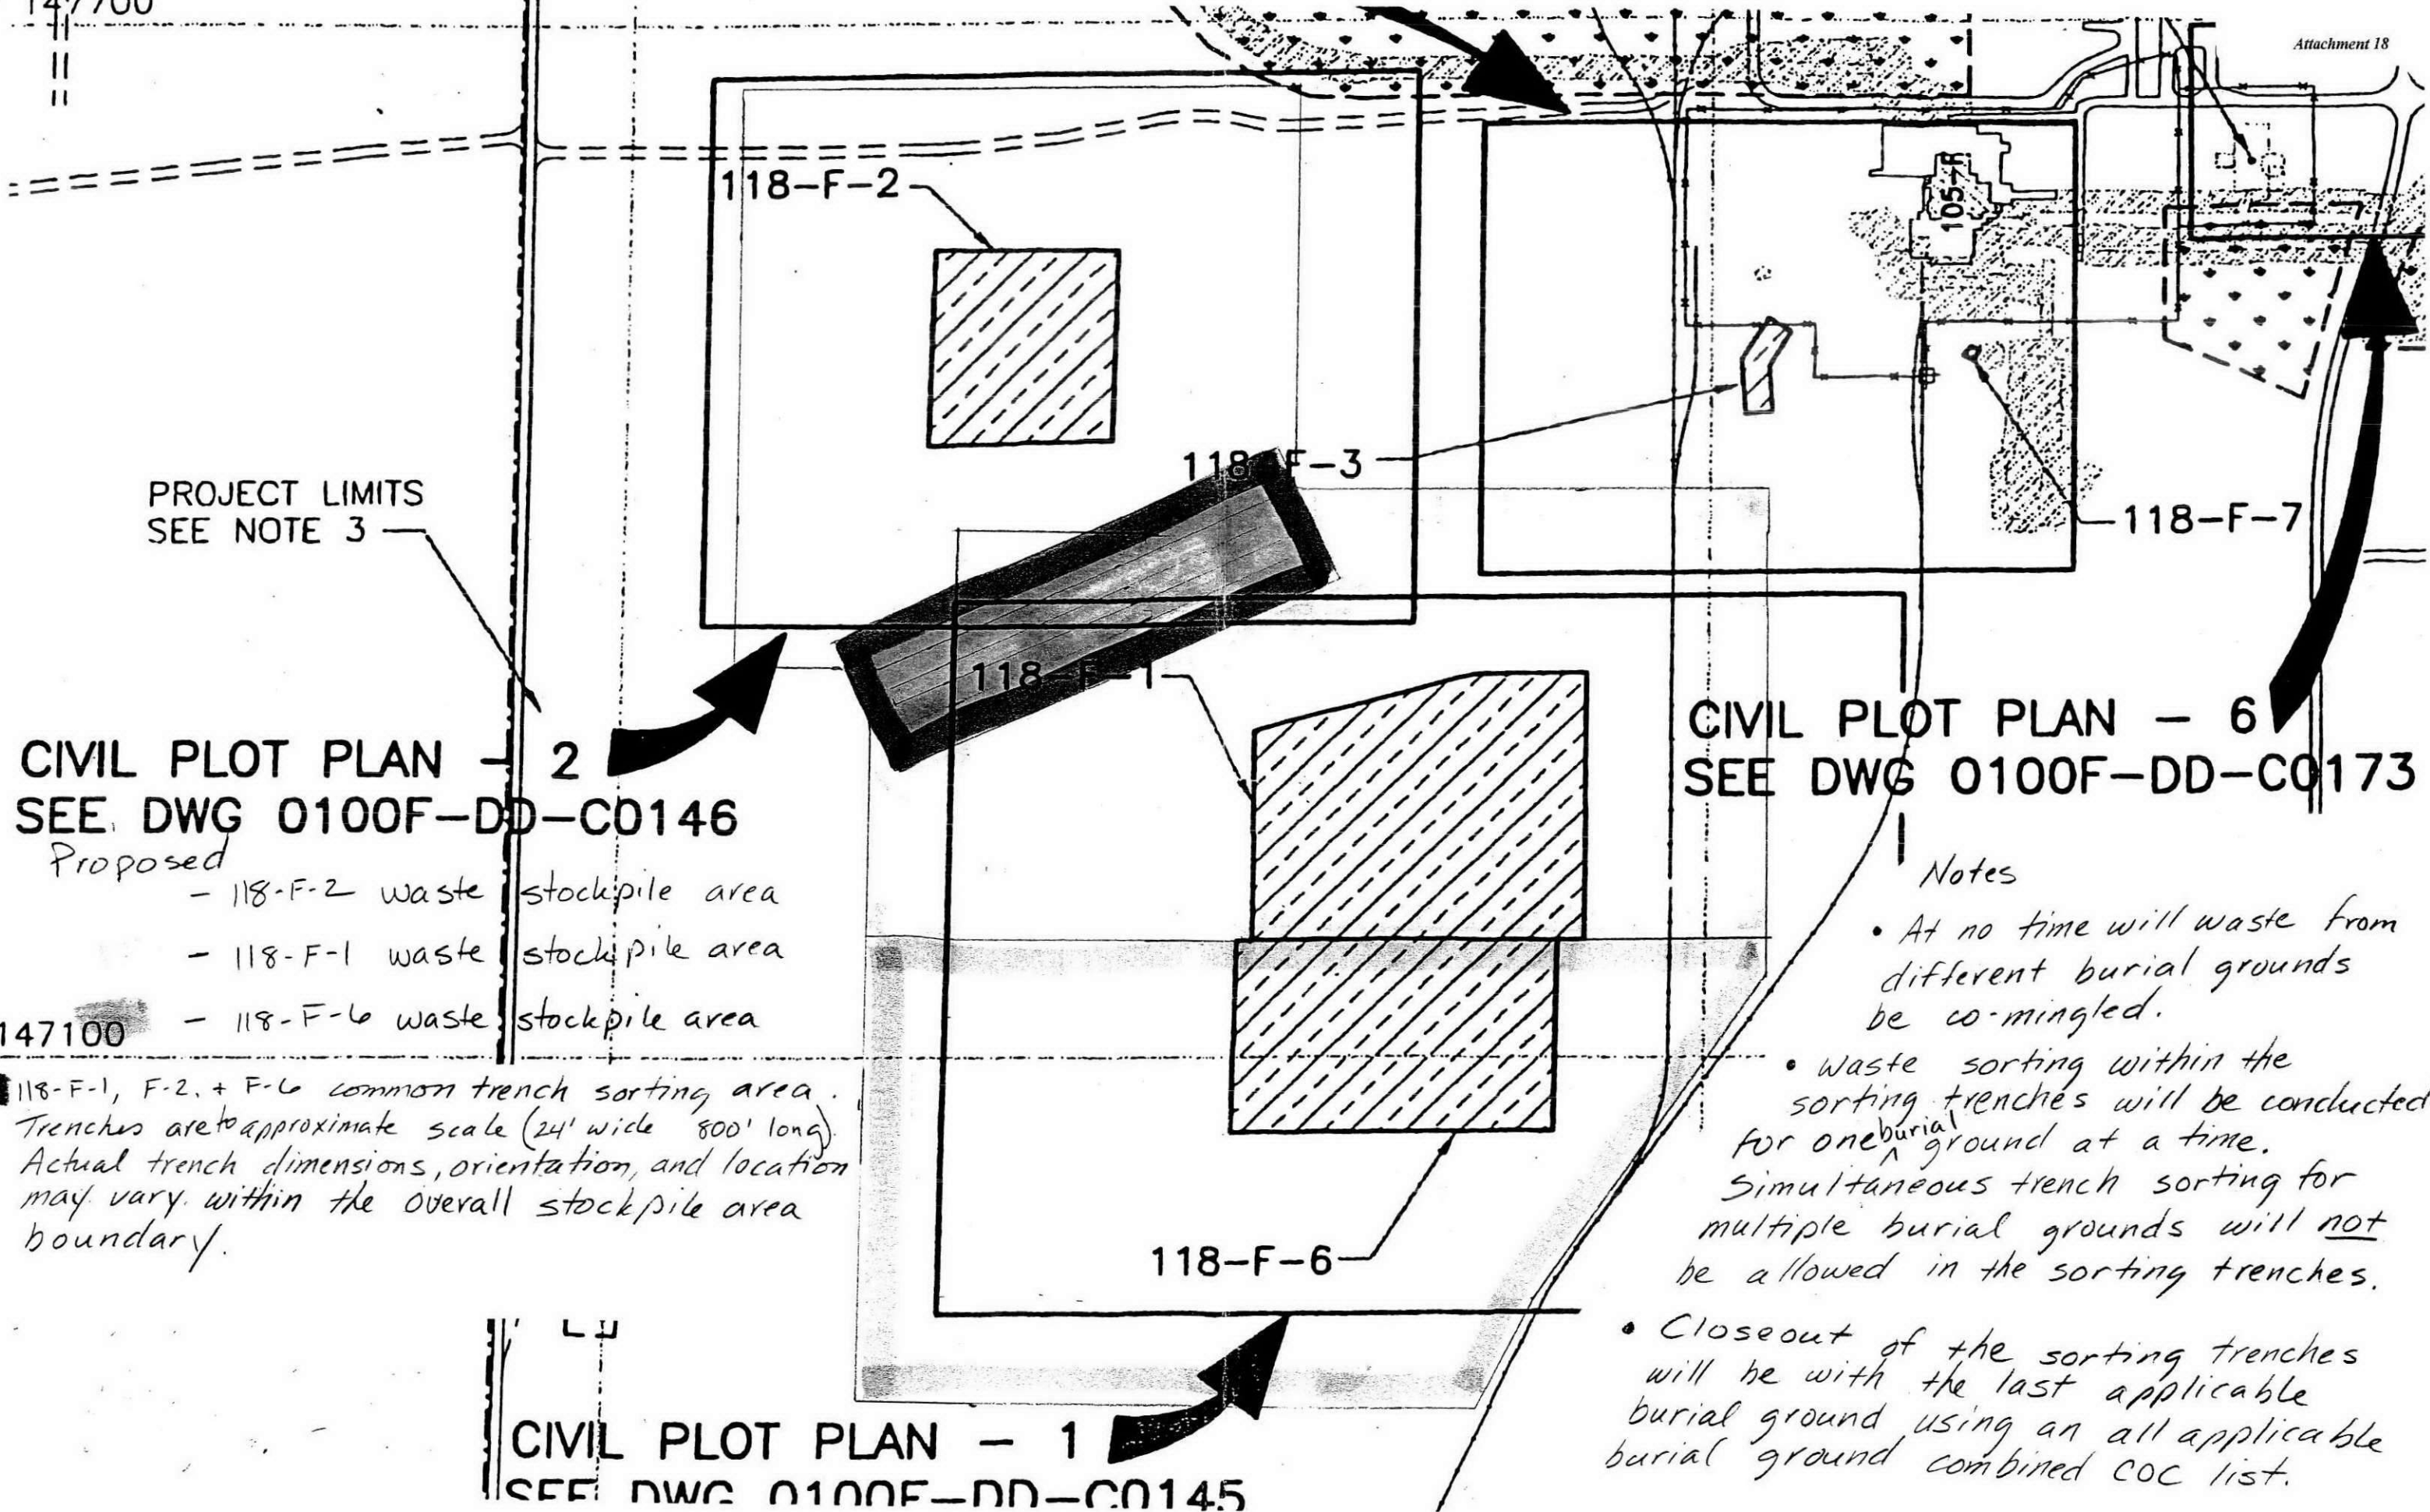 147700
Attachment 18
118-F-2
105-F
118-F-3
118-F-7
PROJECT LIMITS
SEE NOTE 3
118-F-1
CIVIL PLOT PLAN - 2
SEE DWG 0100F-DD-C0146
CIVIL PLOT PLAN - 6
SEE DWG 0100F-DD-C0173
Proposed
- 118-F-2 waste stockpile area
- 118-F-1 waste stockpile area
- 118-F-6 waste stockpile area
147100
118-F-1, F-2, + F-6 common trench sorting area.
Trenches are to approximate scale (24' wide 800' long).
Actual trench dimensions, orientation, and location
may vary within the overall stockpile area
boundary.
Notes
• At no time will waste from
different burial grounds
be co-mingled.
• Waste sorting within the
sorting trenches will be conducted
for one burial ground at a time.
Simultaneous trench sorting for
multiple burial grounds will not
be allowed in the sorting trenches.
• Closeout of the sorting trenches
will be with the last applicable
burial ground using an all applicable
burial ground combined COC list.
118-F-6
CIVIL PLOT PLAN - 1
SEE DWG 0100F-DD-C0145